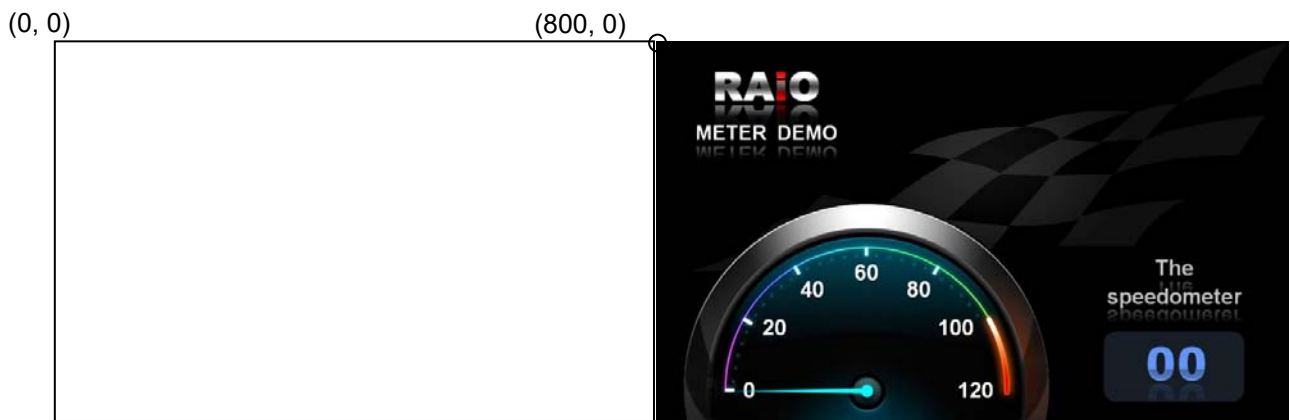 (0, 0)
(800, 0)
RAiO
METER DEMO
60
40
80
20
100
0
120
The
speedometer
00